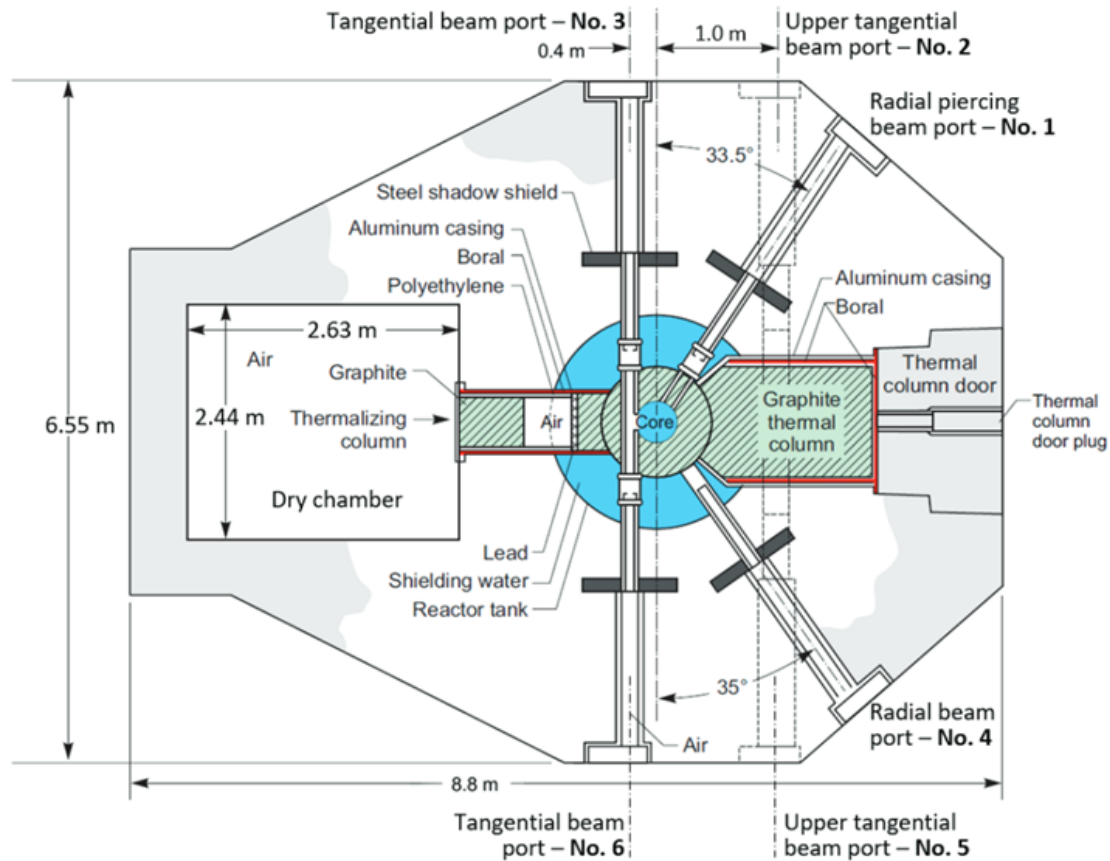 Tangential beam port – No. 3
0.4 m
1.0 m
Upper tangential
beam port – No. 2
Radial piercing
beam port – No. 1
33.5°
Steel shadow shield
Aluminum casing
Boral
Polyethylene
Aluminum casing
Boral
2.63 m
Air
Graphite
2.44 m
6.55 m
Thermalizing
column
Air
Core
Graphite
thermal
column
Thermal
column door
Thermal
column
door plug
Dry chamber
Lead
Shielding water
Reactor tank
35°
Air
Radial beam
port – No. 4
8.8 m
Tangential beam
port – No. 6
Upper tangential
beam port – No. 5